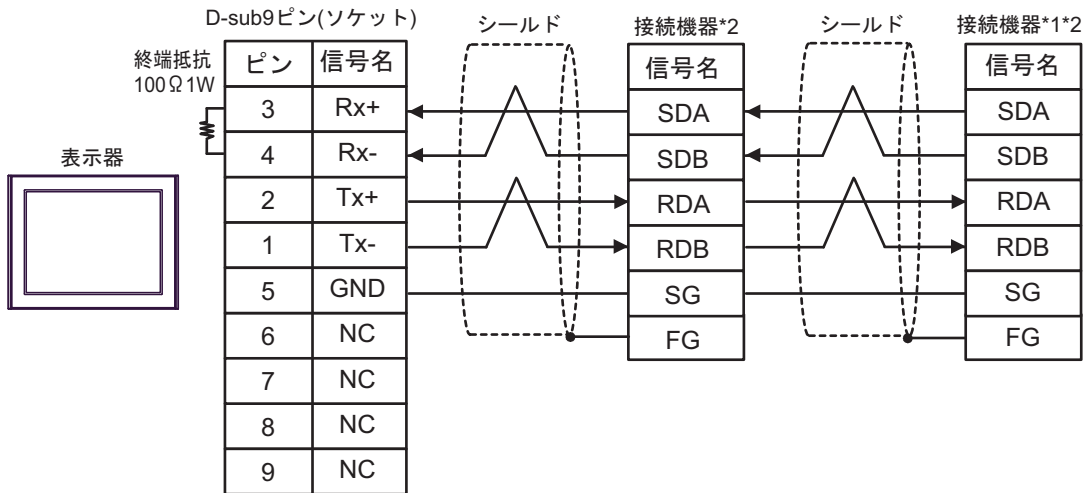 D-sub9ピン(ソケット)
シールド
接続機器*2
シールド
接続機器*1*2
終端抵抗
100Ω1W
表示器
ピン 信号名
3 Rx+
4 Rx-
2 Tx+
1 Tx-
5 GND
6 NC
7 NC
8 NC
9 NC
信号名
SDA
SDB
RDA
RDB
SG
FG
信号名
SDA
SDB
RDA
RDB
SG
FG